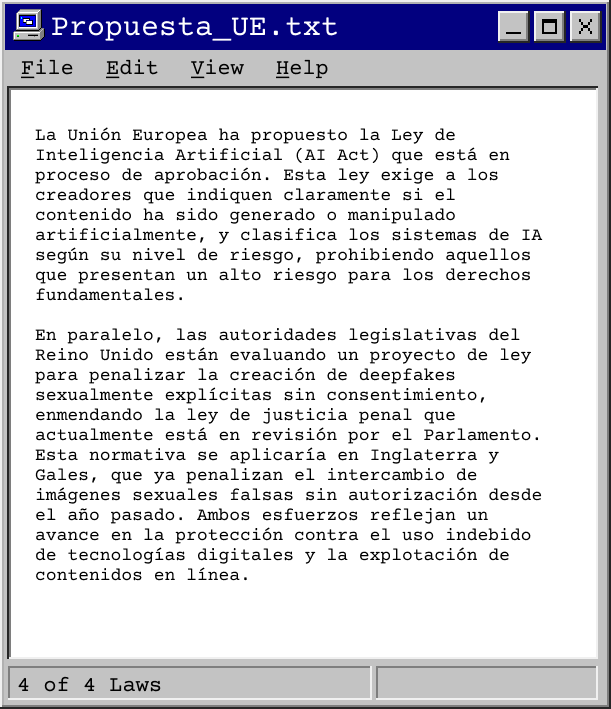 Propuesta_UE.txt
File Edit View Help
La Unión Europea ha propuesto la Ley de
Inteligencia Artificial (AI Act) que está en
proceso de aprobación. Esta ley exige a los
creadores que indiquen claramente si el
contenido ha sido generado o manipulado
artificialmente, y clasifica los sistemas de IA
según su nivel de riesgo, prohibiendo aquellos
que presentan un alto riesgo para los derechos
fundamentales.
En paralelo, las autoridades legislativas del
Reino Unido están evaluando un proyecto de ley
para penalizar la creación de deepfakes
sexualmente explícitas sin consentimiento,
enmendando la ley de justicia penal que
actualmente está en revisión por el Parlamento.
Esta normativa se aplicaría en Inglaterra y
Gales, que ya penalizan el intercambio de
imágenes sexuales falsas sin autorización desde
el año pasado. Ambos esfuerzos reflejan un
avance en la protección contra el uso indebido
de tecnologías digitales y la explotación de
contenidos en línea.
4 of 4 Laws